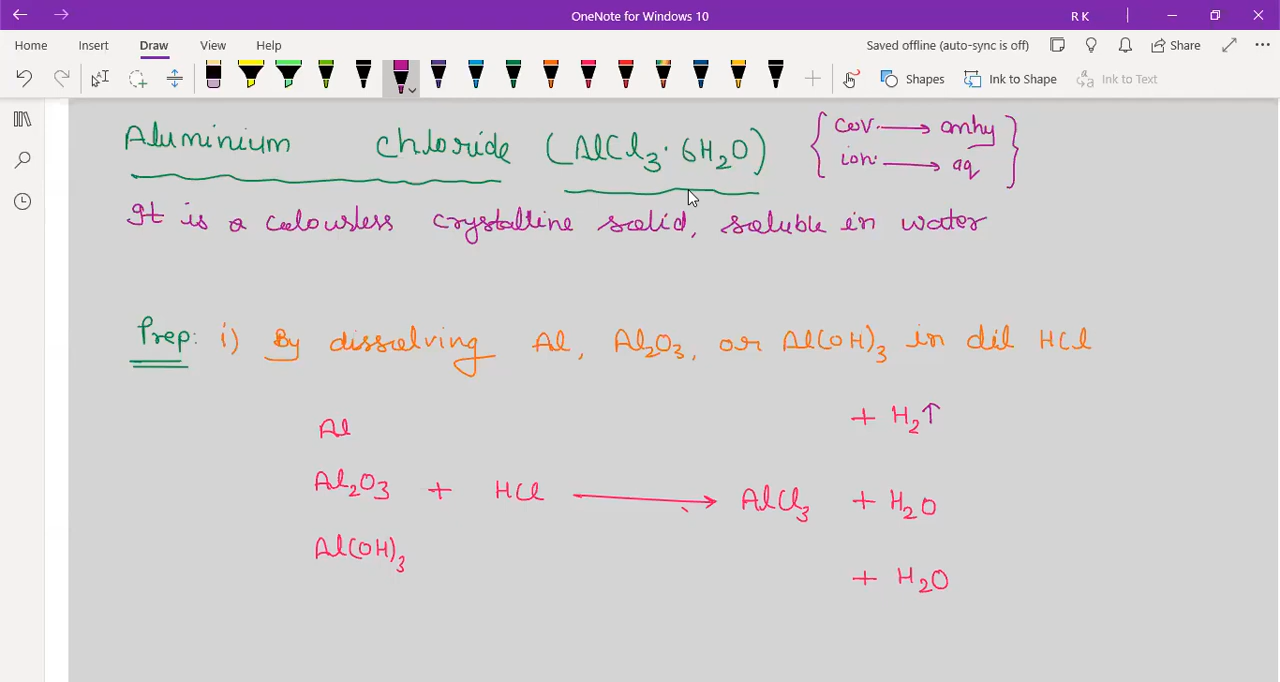 OneNote for Windows 10
R K
Home Insert Draw View Help
Saved offline (auto-sync is off)
Share
Shapes
Ink to Shape
Ink to Text
Aluminium chloride (AlCl3·6H2O)
cov. → anhy
ion. → aq
It is a colousless crystalline solid, soluble in water
Prep: i) By dissolving Al, Al2O3, or Al(OH)3 in dil HCl
Al + H2↑
Al2O3 + HCl → AlCl3 + H2O
Al(OH)3
+ H2O